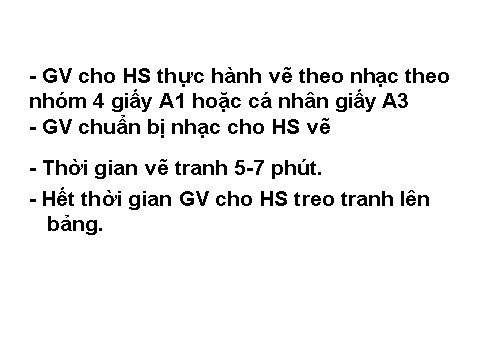 - GV cho HS thực hành vẽ theo nhạc theo
nhóm 4 giấy A1 hoặc cá nhân giấy A3
- GV chuẩn bị nhạc cho HS vẽ
- Thời gian vẽ tranh 5-7 phút.
- Hết thời gian GV cho HS treo tranh lên
bảng.